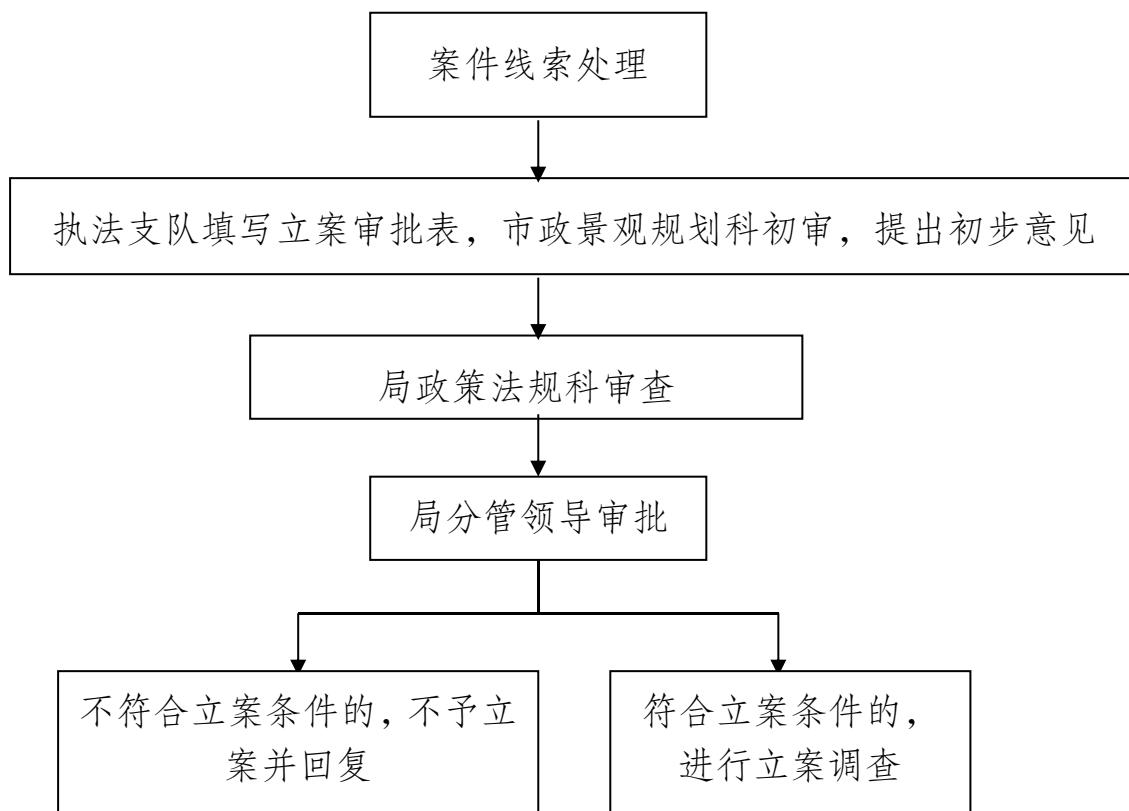 案件线索处理
执法支队填写立案审批表，市政景观规划科初审，提出初步意见
局政策法规科审查
局分管领导审批
不符合立案条件的，不予立
案并回复
符合立案条件的，
进行立案调查